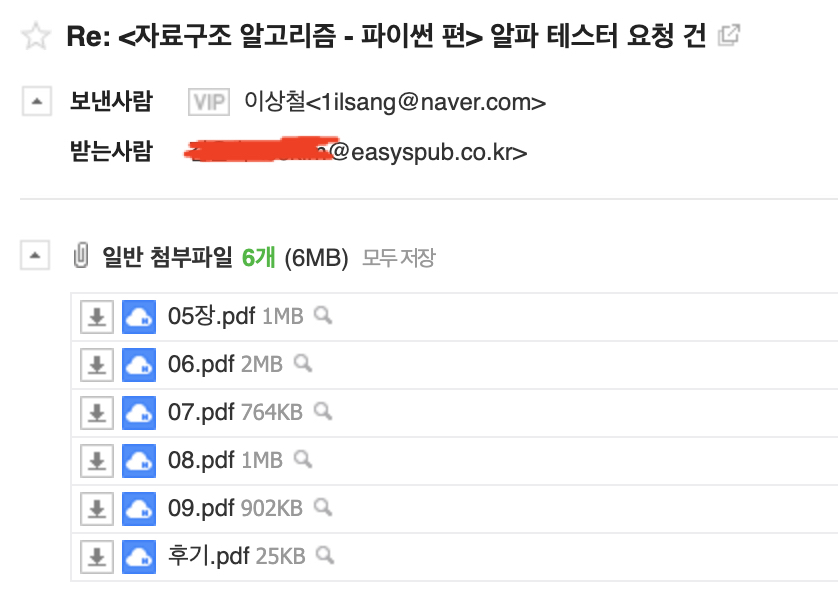 Re: <자료구조 알고리즘 - 파이썬 편> 알파 테스터 요청 건
보낸사람 VIP 이상철<1ilsang@naver.com>
받는사람 @easyspub.co.kr>
일반 첨부파일 6개 (6MB) 모두 저장
05장.pdf 1MB
06.pdf 2MB
07.pdf 764KB
08.pdf 1MB
09.pdf 902KB
후기.pdf 25KB